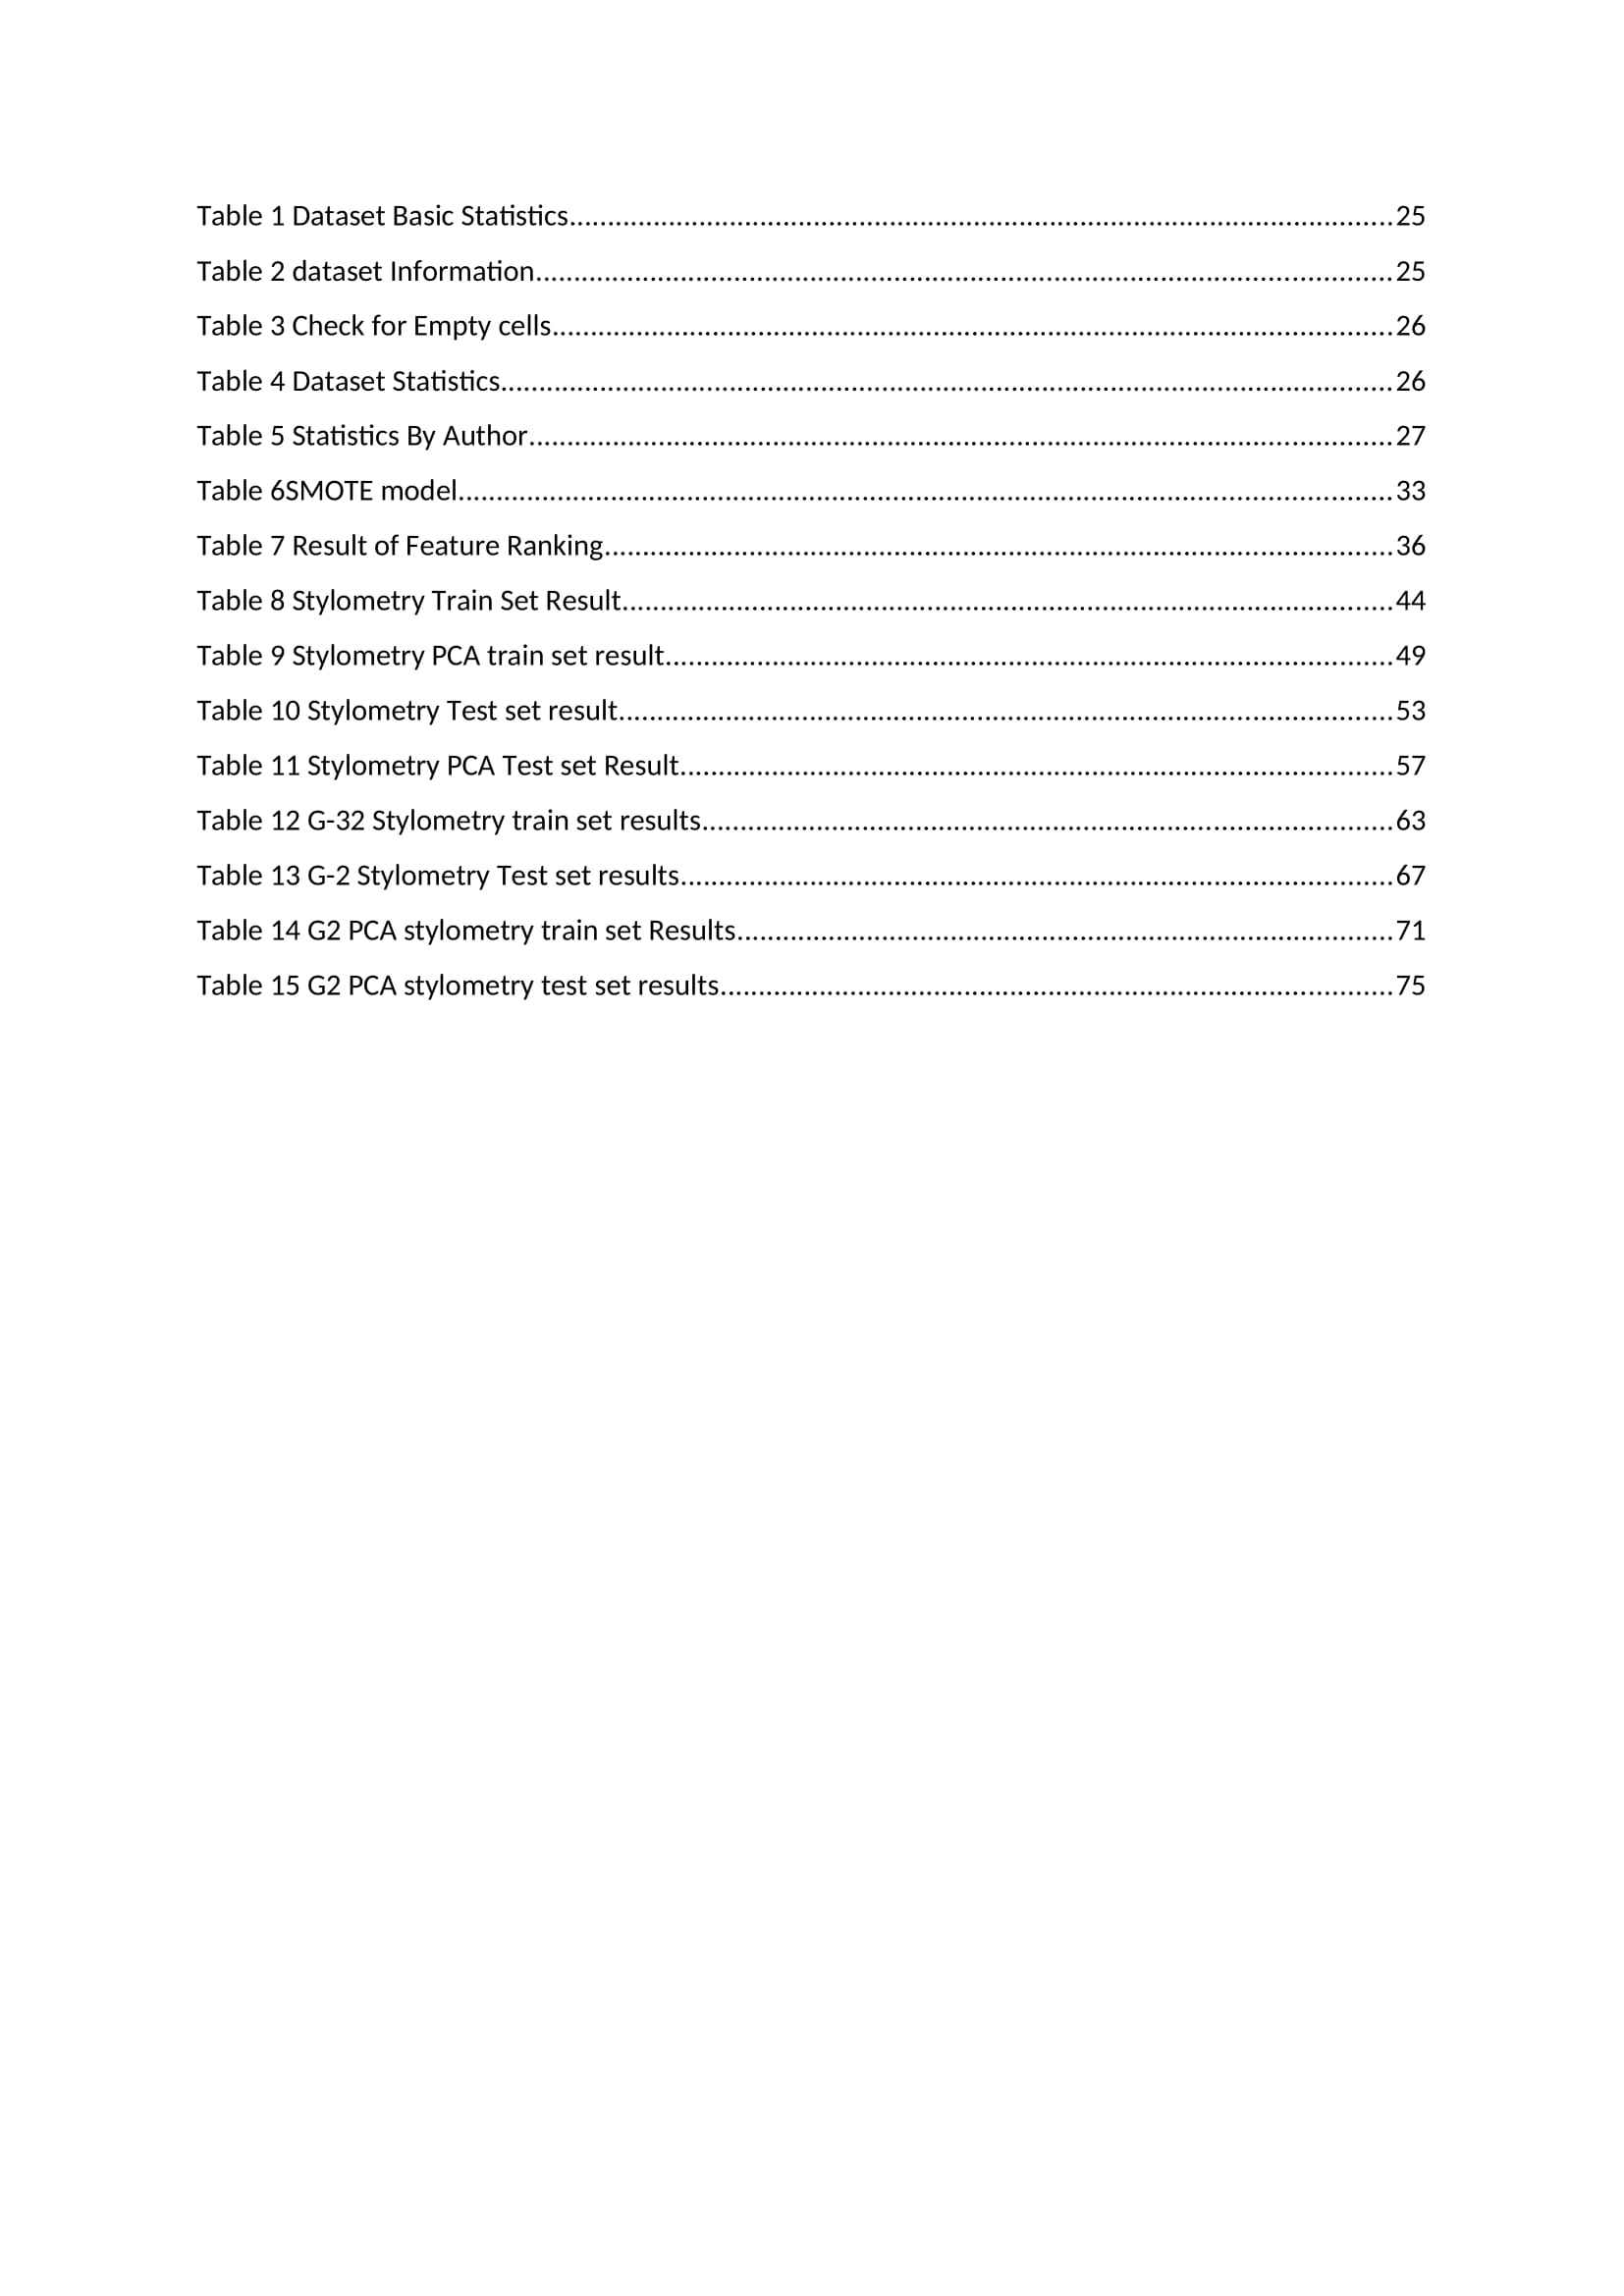 Table 1 Dataset Basic Statistics........................................25
Table 2 dataset Information........................................25
Table 3 Check for Empty cells........................................26
Table 4 Dataset Statistics........................................26
Table 5 Statistics By Author........................................27
Table 6SMOTE model........................................33
Table 7 Result of Feature Ranking........................................36
Table 8 Stylometry Train Set Result........................................44
Table 9 Stylometry PCA train set result........................................49
Table 10 Stylometry Test set result........................................53
Table 11 Stylometry PCA Test set Result........................................57
Table 12 G-32 Stylometry train set results........................................63
Table 13 G-2 Stylometry Test set results........................................67
Table 14 G2 PCA stylometry train set Results........................................71
Table 15 G2 PCA stylometry test set results........................................75